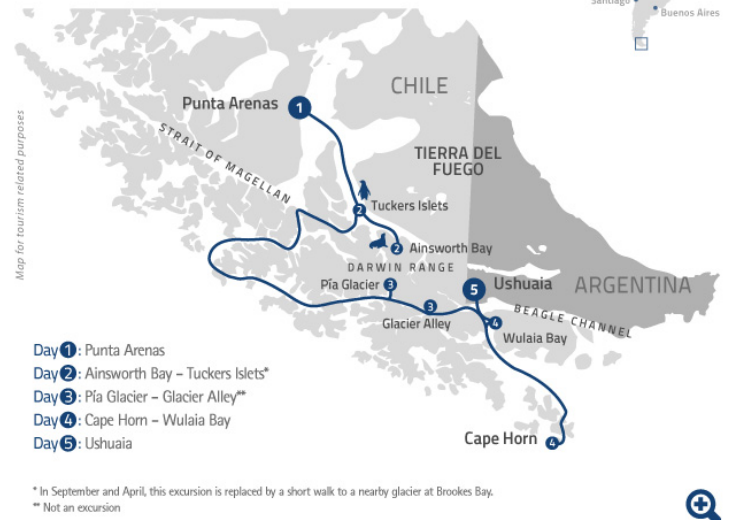 Santiago
Buenos Aires
CHILE
Punta Arenas
1
STRAIT OF MAGELLAN
TIERRA DEL
FUEGO
2
Tuckers Islets
2
Ainsworth Bay
DARWIN RANGE
Pía Glacier
3
5
Ushuaia
ARGENTINA
3
Glacier Alley
BEAGLE CHANNEL
4
Wulaia Bay
Cape Horn
4
Map for tourism related purposes
Day 1: Punta Arenas
Day 2: Ainsworth Bay – Tuckers Islets*
Day 3: Pía Glacier – Glacier Alley**
Day 4: Cape Horn – Wulaia Bay
Day 5: Ushuaia
* In September and April, this excursion is replaced by a short walk to a nearby glacier at Brookes Bay.
** Not an excursion